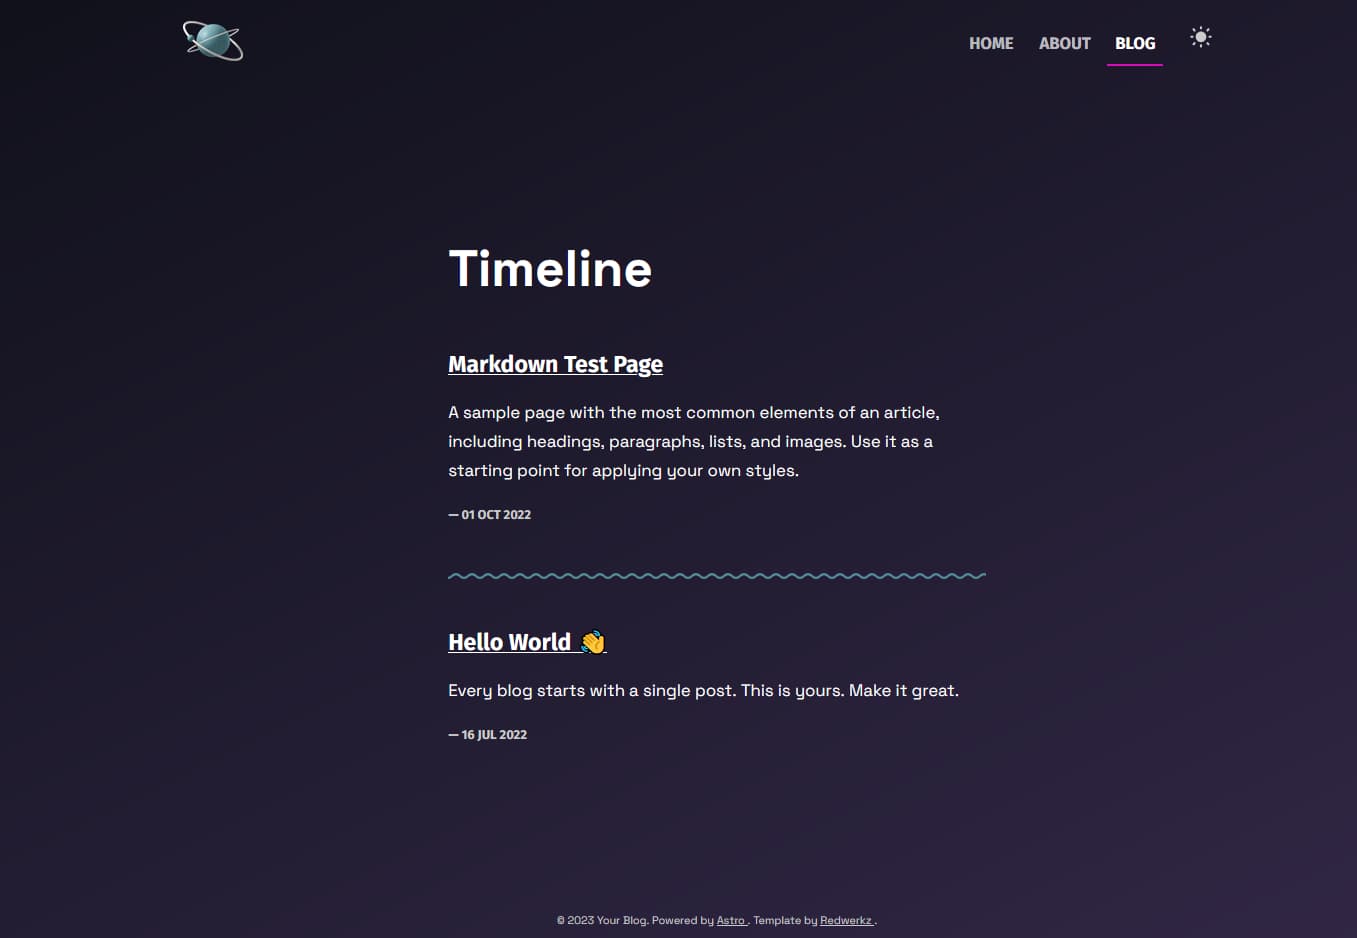 HOME ABOUT BLOG
Timeline
Markdown Test Page
A sample page with the most common elements of an article,
including headings, paragraphs, lists, and images. Use it as a
starting point for applying your own styles.
— 01 OCT 2022
Hello World 👋
Every blog starts with a single post. This is yours. Make it great.
— 16 JUL 2022
© 2023 Your Blog. Powered by Astro . Template by Redwerkz .